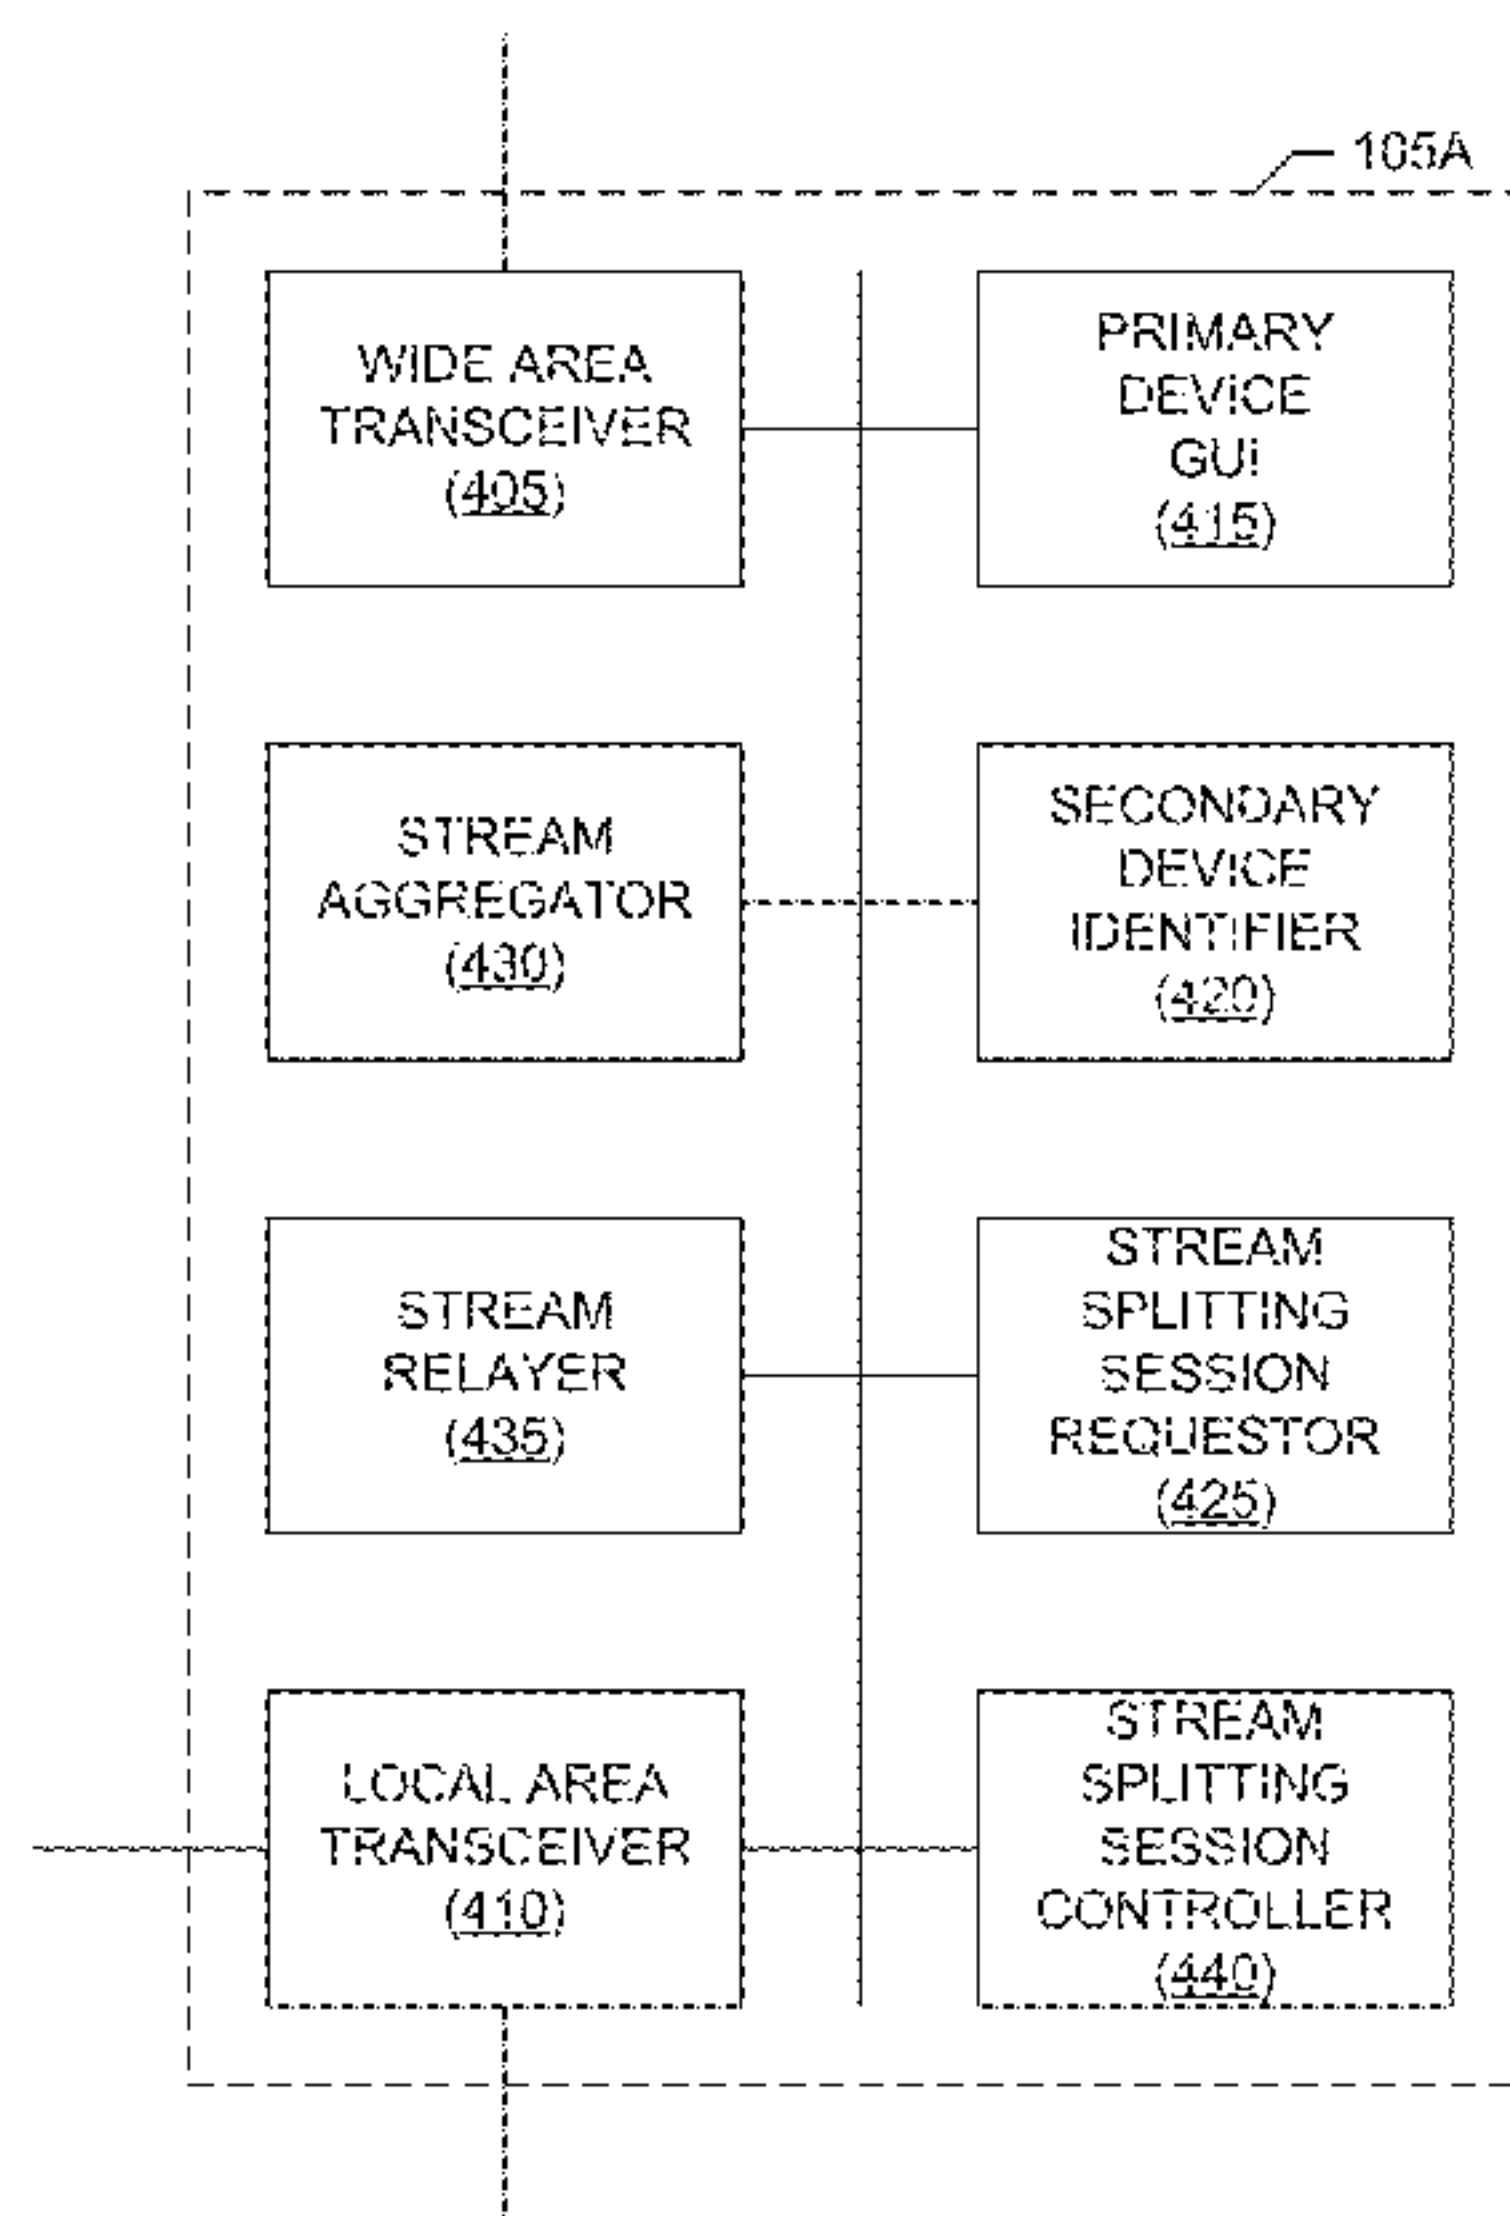 105A
WIDE AREA
TRANSCEIVER
(405)
PRIMARY
DEVICE
GUI
(415)
STREAM
AGGREGATOR
(430)
SECONDARY
DEVICE
IDENTIFIER
(420)
STREAM
RELAYER
(435)
STREAM
SPLITTING
SESSION
REQUESTOR
(425)
LOCAL AREA
TRANSCEIVER
(410)
STREAM
SPLITTING
SESSION
CONTROLLER
(440)